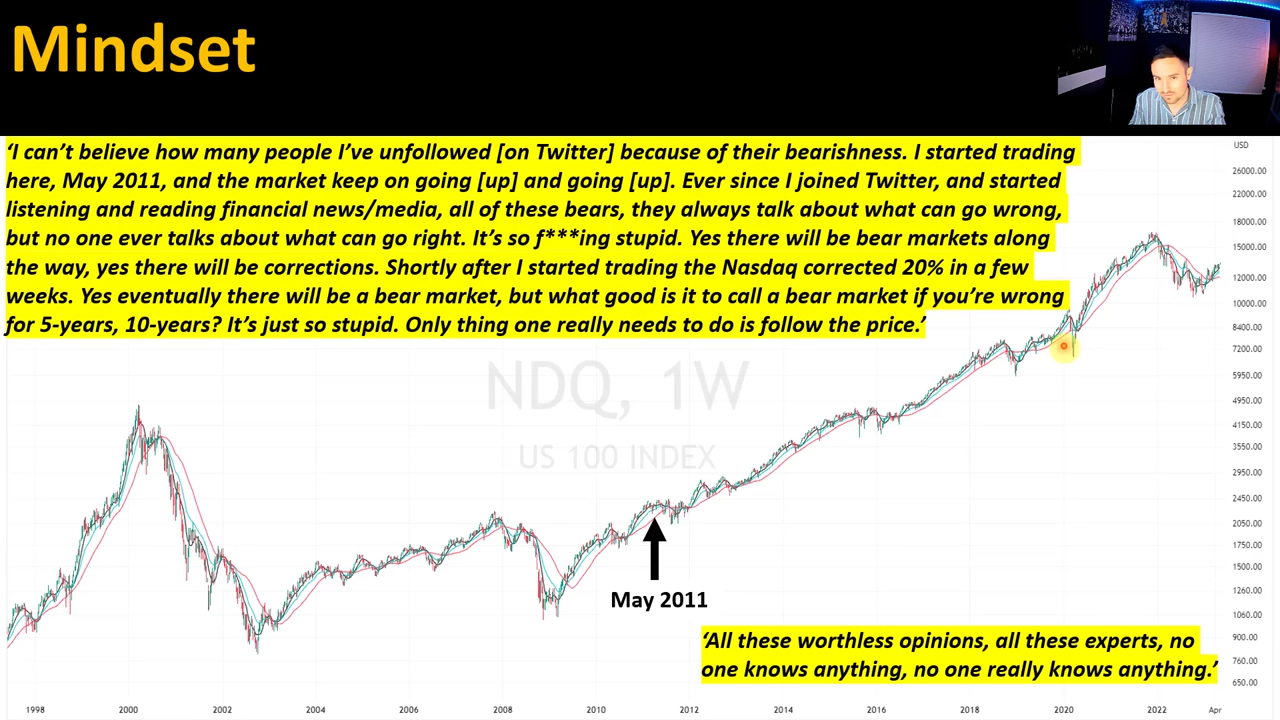 Mindset
‘I can’t believe how many people I’ve unfollowed [on Twitter] because of their bearishness. I started trading
here, May 2011, and the market keep on going [up] and going [up]. Ever since I joined Twitter, and started
listening and reading financial news/media, all of these bears, they always talk about what can go wrong,
but no one ever talks about what can go right. It’s so f***ing stupid. Yes there will be bear markets along
the way, yes there will be corrections. Shortly after I started trading the Nasdaq corrected 20% in a few
weeks. Yes eventually there will be a bear market, but what good is it to call a bear market if you’re wrong
for 5-years, 10-years? It’s just so stupid. Only thing one really needs to do is follow the price.’
USD
26000.00
22000.00
18000.00
15000.00
12000.00
10000.00
8400.00
7200.00
5950.00
4950.00
4150.00
3550.00
2950.00
2450.00
2050.00
1750.00
1500.00
1260.00
1060.00
900.00
760.00
650.00
NDQ, 1W
US 100 INDEX
May 2011
‘All these worthless opinions, all these experts, no
one knows anything, no one really knows anything.’
1998
2000
2002
2004
2006
2008
2010
2012
2014
2016
2018
2020
2022
Apr